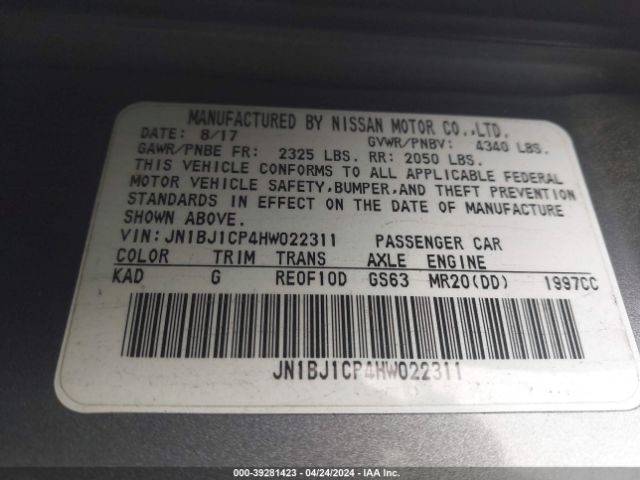 MANUFACTURED BY NISSAN MOTOR CO.,LTD.
DATE: 8/17 GVWR/PNBV: 4340 LBS.
GAWR/PNBE FR: 2325 LBS. RR: 2050 LBS.
THIS VEHICLE CONFORMS TO ALL APPLICABLE FEDERAL
MOTOR VEHICLE SAFETY,BUMPER,AND THEFT PREVENTION
STANDARDS IN EFFECT ON THE DATE OF MANUFACTURE
SHOWN ABOVE.
VIN:JN1BJ1CP4HW022311 PASSENGER CAR
COLOR TRIM TRANS AXLE ENGINE
KAD G RE0F10D GS63 MR20(DD) 1997CC
JN1BJ1CP4HW022311
000-39281423 - 04/24/2024 - IAA Inc.